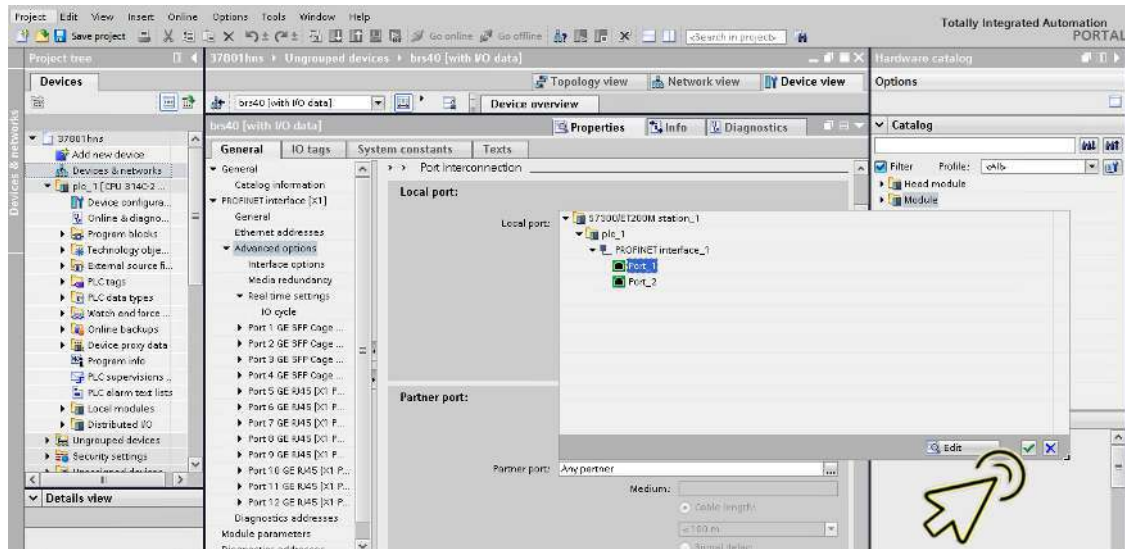 Project Edit View Insert Online Options Tools Window Help
Totally Integrated Automation
PORTAL
Save project
Go online
Go offline
<Search in project>
Project tree
37801hns
Ungrouped devices
brs40 [with I/O data]
Hardware catalog
Devices
Topology view
Network view
Device view
Options
brs40 [with I/O data]
Device overview
Devices & networks
brs40 [with I/O data]
Properties
Info
Diagnostics
Catalog
General
IO tags
System constants
Texts
Filter
Profile:
<All>
Head module
Module
37801hns
Add new device
Devices & networks
plc_1 [CPU 314C-2 ...
Device configura...
Online & diagno...
Program blocks
Technology obje...
External source fi...
PLC tags
PLC data types
Watch and force ...
Online backups
Device proxy data
Program info
PLC supervisions ...
PLC alarm text lists
Local modules
Distributed I/O
Ungrouped devices
Security settings
Details view
General
Catalog information
PROFINET interface [X1]
General
Ethernet addresses
Advanced options
Interface options
Media redundancy
Real time settings
IO cycle
Port 1 GE SFP Cage ...
Port 2 GE SFP Cage ...
Port 3 GE SFP Cage ...
Port 4 GE SFP Cage ...
Port 5 GE RJ45 [X1 P...
Port 6 GE RJ45 [X1 P...
Port 7 GE RJ45 [X1 P...
Port 8 GE RJ45 [X1 P...
Port 9 GE RJ45 [X1 P...
Port 10 GE RJ45 [X1 P...
Port 11 GE RJ45 [X1 P...
Port 12 GE RJ45 [X1 P...
Diagnostics addresses
Module parameters
Diagnostics addresses
> > Port interconnection
Local port:
Local port:
S7300/ET200M station_1
plc_1
PROFINET interface_1
Port_1
Port_2
Edit
Partner port:
Partner port:
Any partner
...
Medium:
Cable length:
<100 m
Signal delay: